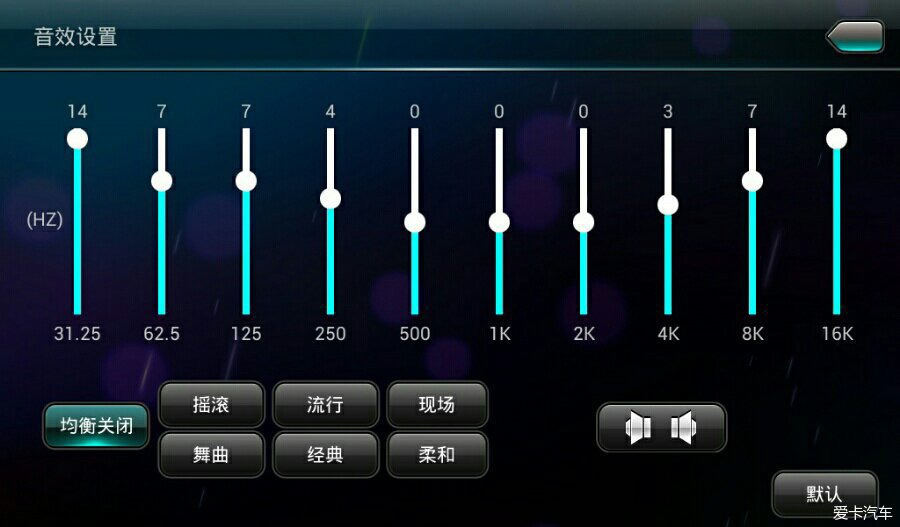 音效设置
14 7 7 4 0 0 0 3 7 14
(HZ)
31.25 62.5 125 250 500 1K 2K 4K 8K 16K
均衡关闭
摇滚 流行 现场
舞曲 经典 柔和
默认
爱卡汽车